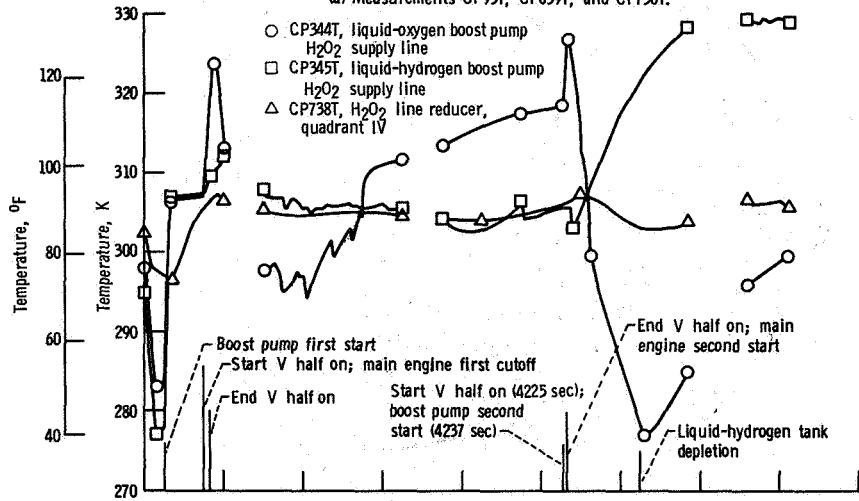 330
CP344T, liquid-oxygen boost pump
H2O2 supply line
CP345T, liquid-hydrogen boost pump
H2O2 supply line
CP738T, H2O2 line reducer,
quadrant IV
120
320
100
310
80
300
60
290
40
280
270
Temperature, °F
Temperature, K
Boost pump first start
Start V half on; main engine first cutoff
End V half on
Start V half on (4225 sec);
boost pump second
start (4237 sec)
End V half on; main
engine second start
Liquid-hydrogen tank
depletion